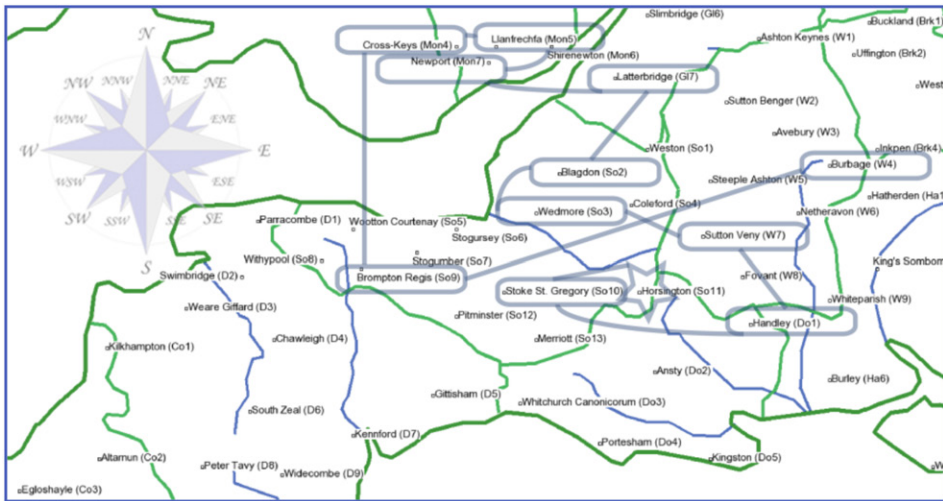 Slimbridge (Gl6)
Buckland (Brk1)
Ashton Keynes (W1)
Cross-Keys (Mon4)
Llanfrechfa (Mon5)
Shirenewton (Mon6)
Uffington (Brk2)
Newport (Mon7)
Latterbridge (Gl7)
West
Sutton Benger (W2)
Avebury (W3)
Weston (So1)
Inkpen (Brk4)
Burbage (W4)
Blagdon (So2)
Steeple Ashton (W5)
Hatherden (Ha1
Coleford (So4)
Wedmore (So3)
Netheravon (W6)
Parracombe (D1)
Wootton Courtenay (So5)
Stogursey (So6)
Sutton Veny (W7)
Stogumber (So7)
Withypool (So8)
King's Somborn
Swimbridge (D2)
Brompton Regis (So9)
Fovant (W8)
Stoke St. Gregory (So10)
Horsington (So11)
Whiteparish (W9)
Weare Giffard (D3)
Pitminster (So12)
Handley (Do1)
Chawleigh (D4)
Merriott (So13)
Kilkhampton (Co1)
Ansty (Do2)
Burley (Ha6)
Gittisham (D5)
Whitchurch Canonicorum (Do3)
South Zeal (D6)
Kennford (D7)
Portesham (Do4)
Altarnun (Co2)
Peter Tavy (D8)
Widecombe (D9)
Kingston (Do5)
W
Egloshayle (Co3)
N
NNW
NNE
NW
NE
WNW
ENE
W
E
WSW
ESE
SW
SE
SSW
SSE
S